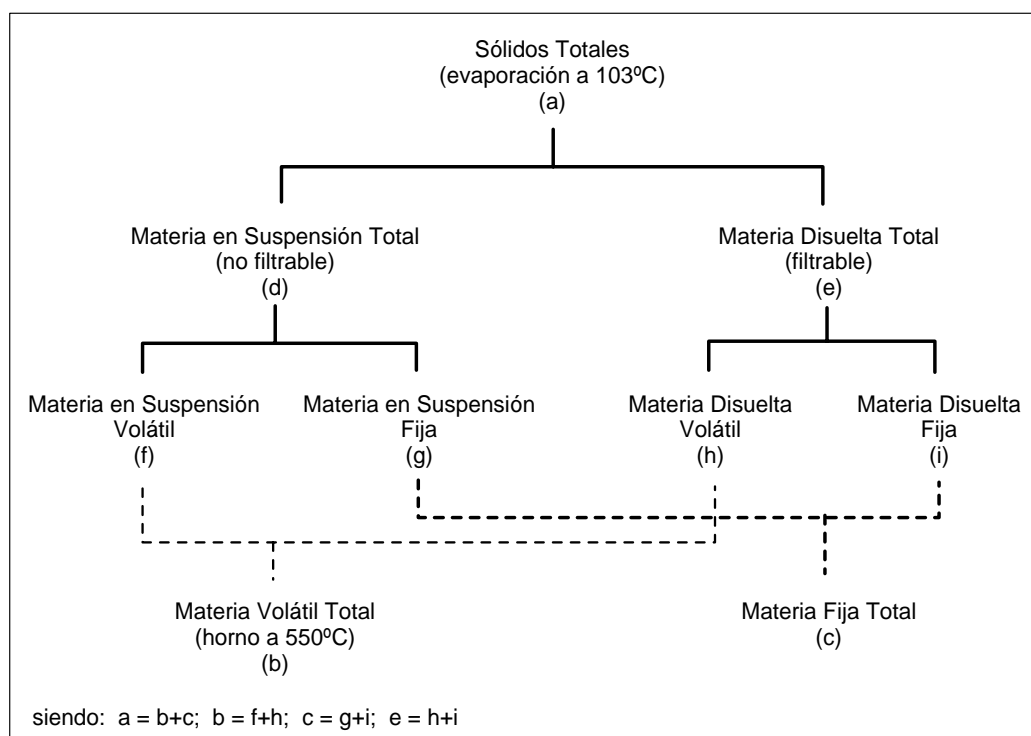 Sólidos Totales
(evaporación a 103ºC)
(a)
Materia en Suspensión Total
(no filtrable)
(d)
Materia Disuelta Total
(filtrable)
(e)
Materia en Suspensión
Volátil
(f)
Materia en Suspensión
Fija
(g)
Materia Disuelta
Volátil
(h)
Materia Disuelta
Fija
(i)
Materia Volátil Total
(horno a 550ºC)
(b)
Materia Fija Total
(c)
siendo: a = b+c; b = f+h; c = g+i; e = h+i